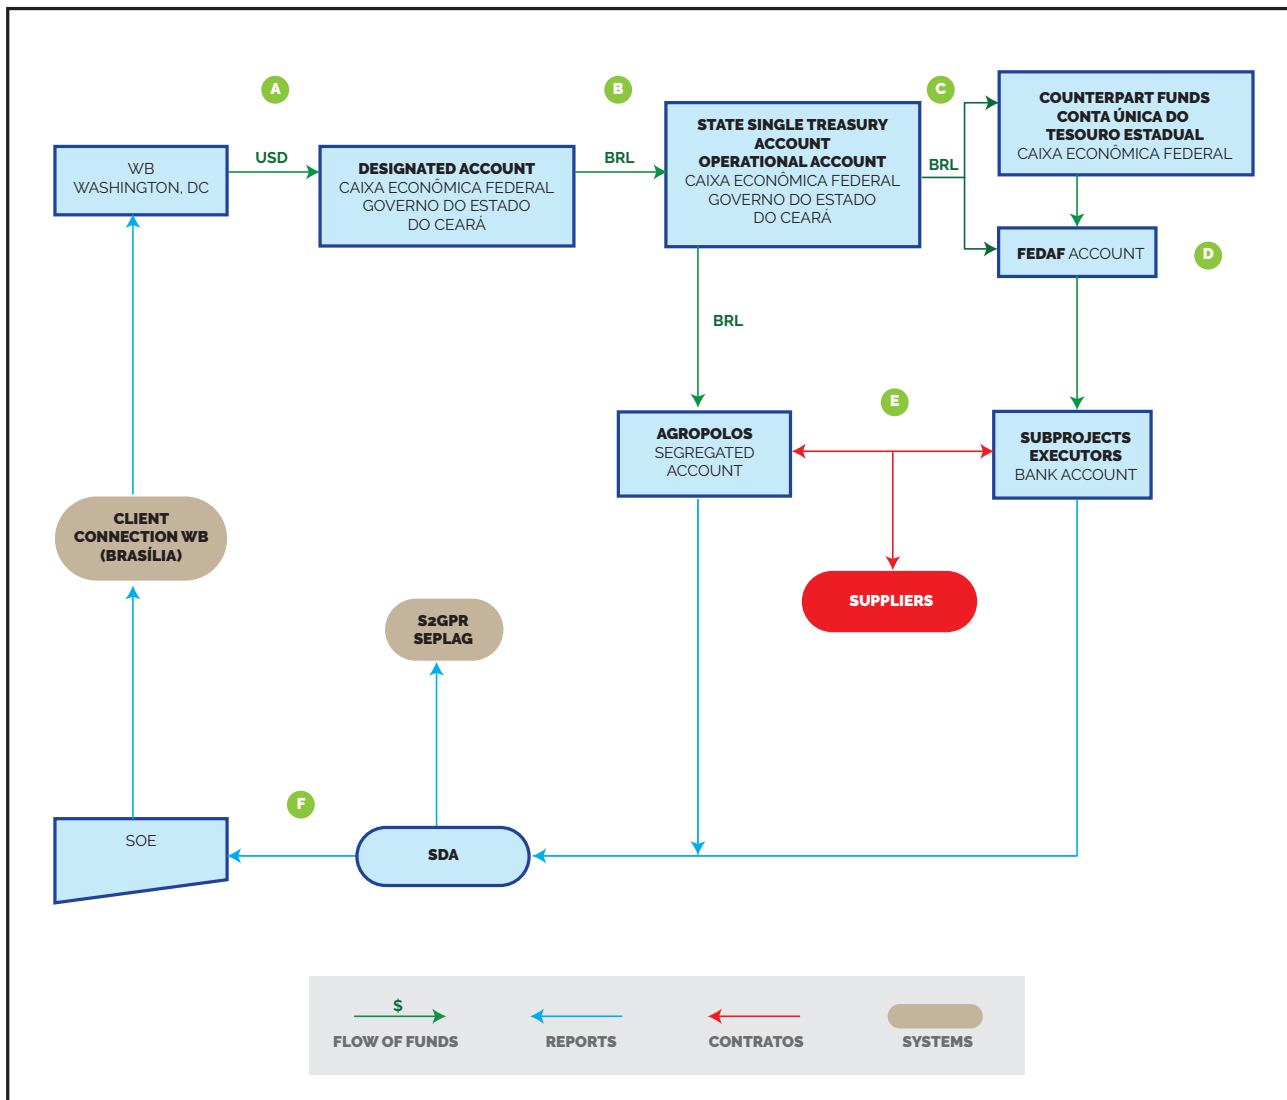 A
B
C
WB
WASHINGTON, DC
USD
DESIGNATED ACCOUNT
CAIXA ECONÔMICA FEDERAL
GOVERNO DO ESTADO
DO CEARÁ
BRL
STATE SINGLE TREASURY
ACCOUNT
OPERATIONAL ACCOUNT
CAIXA ECONÔMICA FEDERAL
GOVERNO DO ESTADO
DO CEARÁ
BRL
COUNTERPART FUNDS
CONTA ÚNICA DO
TESOURO ESTADUAL
CAIXA ECONÔMICA FEDERAL
FEDAF ACCOUNT
D
BRL
E
AGROPOLOS
SEGREGATED
ACCOUNT
SUBPROJECTS
EXECUTORS
BANK ACCOUNT
CLIENT
CONNECTION WB
(BRASÍLIA)
SUPPLIERS
S2GPR
SEPLAG
F
SOE
SDA
$
FLOW OF FUNDS
REPORTS
CONTRATOS
SYSTEMS